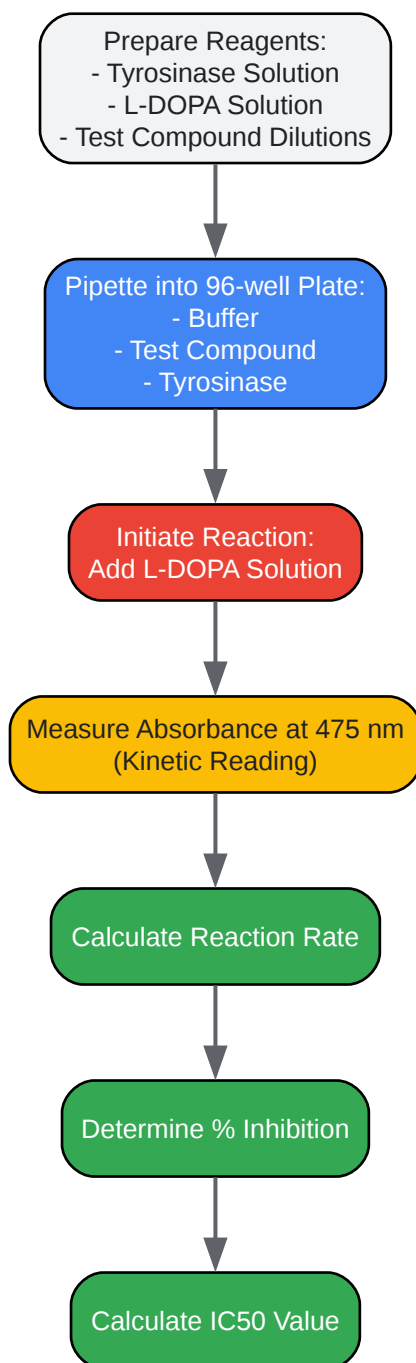 Prepare Reagents:
- Tyrosinase Solution
- L-DOPA Solution
- Test Compound Dilutions
Pipette into 96-well Plate:
- Buffer
- Test Compound
- Tyrosinase
Initiate Reaction:
Add L-DOPA Solution
Measure Absorbance at 475 nm
(Kinetic Reading)
Calculate Reaction Rate
Determine % Inhibition
Calculate IC50 Value